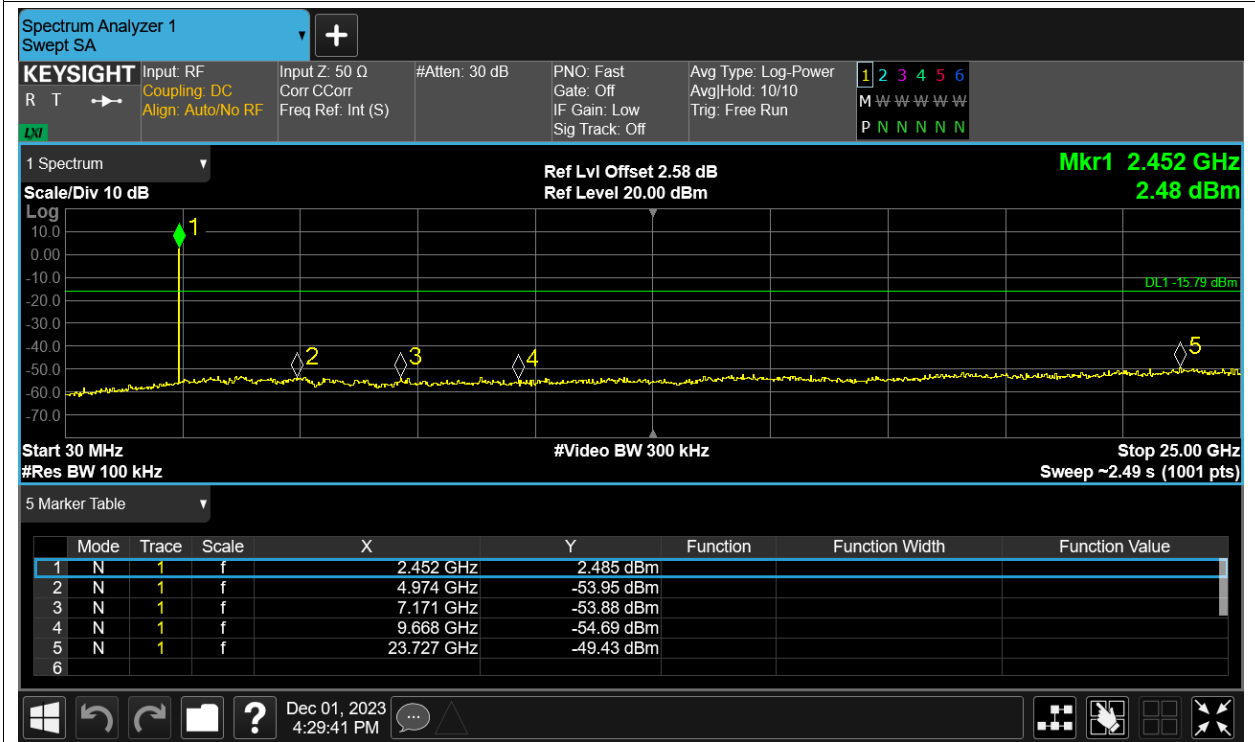 Spectrum Analyzer 1
Swept SA
KEYSIGHT
R T
LXI
Input: RF
Coupling: DC
Align: Auto/No RF
Input Z: 50 Ω
Corr CCorr
Freq Ref: Int (S)
#Atten: 30 dB
PNO: Fast
Gate: Off
IF Gain: Low
Sig Track: Off
Avg Type: Log-Power
Avg|Hold: 10/10
Trig: Free Run
1 2 3 4 5 6
M W W W W W
P N N N N N
1 Spectrum
Scale/Div 10 dB
Ref Lvl Offset 2.58 dB
Ref Level 20.00 dBm
Mkr1 2.452 GHz
2.48 dBm
Log
10.0
0.00
-10.0
-20.0
-30.0
-40.0
-50.0
-60.0
-70.0
1
DL1 -15.79 dBm
2
3
4
5
Start 30 MHz
#Res BW 100 kHz
#Video BW 300 kHz
Stop 25.00 GHz
Sweep ~2.49 s (1001 pts)
5 Marker Table
Mode Trace Scale X Y Function Function Width Function Value
1 N 1 f 2.452 GHz 2.485 dBm
2 N 1 f 4.974 GHz -53.95 dBm
3 N 1 f 7.171 GHz -53.88 dBm
4 N 1 f 9.668 GHz -54.69 dBm
5 N 1 f 23.727 GHz -49.43 dBm
6
?
Dec 01, 2023
4:29:41 PM